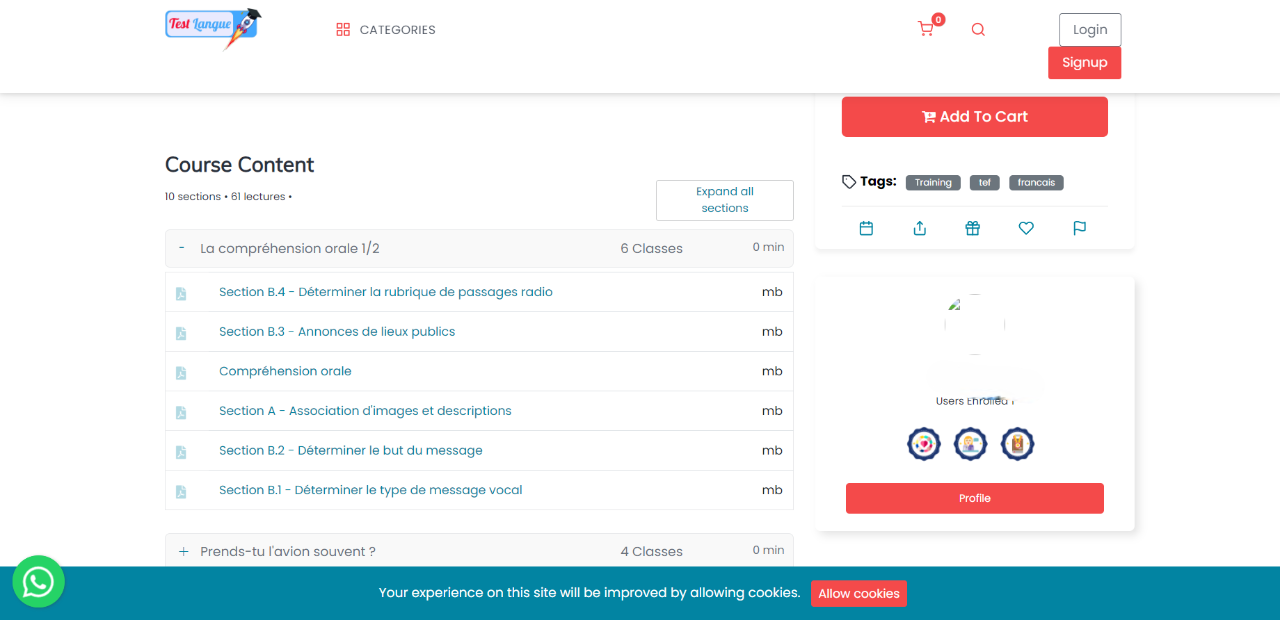 Test Langue
CATEGORIES
0
Login
Signup
Add To Cart
Course Content
10 sections • 61 lectures •
Expand all
sections
Tags: Training tef francais
- La compréhension orale 1/2 6 Classes 0 min
Section B.4 - Déterminer la rubrique de passages radio mb
Section B.3 - Annonces de lieux publics mb
Compréhension orale mb
Section A - Association d'images et descriptions mb
Section B.2 - Déterminer le but du message mb
Section B.1 - Déterminer le type de message vocal mb
Users Enrolled
Profile
+ Prends-tu l'avion souvent ? 4 Classes 0 min
Your experience on this site will be improved by allowing cookies. Allow cookies